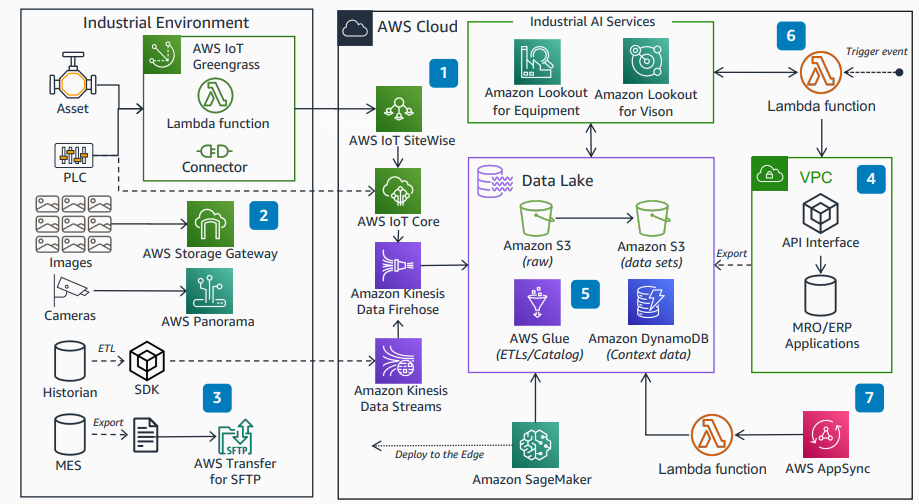 Industrial Environment
AWS IoT
Greengrass
Lambda function
Connector
Asset
PLC
Images
2
AWS Storage Gateway
Cameras
AWS Panorama
ETL
Historian
SDK
3
Export
MES
SFTP
AWS Transfer
for SFTP
AWS Cloud
1
AWS IoT SiteWise
AWS IoT Core
Amazon Kinesis
Data Firehose
Amazon Kinesis
Data Streams
Industrial AI Services
Amazon Lookout
for Equipment
Amazon Lookout
for Vison
6
Trigger event
Lambda function
Data Lake
Amazon S3
(raw)
Amazon S3
(data sets)
5
AWS Glue
(ETLs/Catalog)
Amazon DynamoDB
(Context data)
Export
VPC
4
API Interface
MRO/ERP
Applications
7
Deploy to the Edge
Amazon SageMaker
Lambda function
AWS AppSync